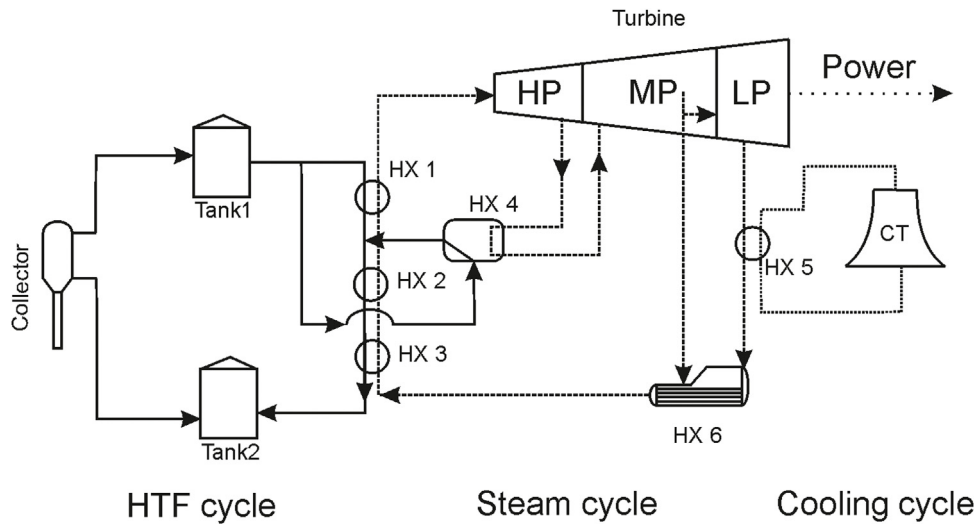 Turbine
HP
MP
LP
Power
HX 1
HX 4
Tank1
Collector
HX 2
HX 5
CT
HX 3
HX 6
Tank2
HTF cycle
Steam cycle
Cooling cycle